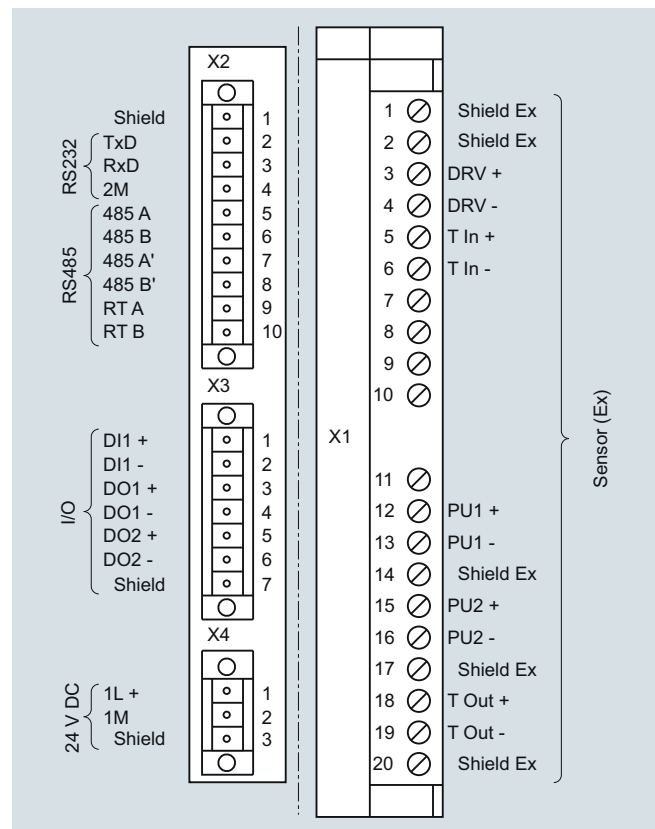 X2
Shield 1
TxD 2
RxD 3
2M 4
RS232
485 A 5
485 B 6
485 A' 7
485 B' 8
RT A 9
RT B 10
RS485
X3
DI1 + 1
DI1 - 2
DO1 + 3
DO1 - 4
DO2 + 5
DO2 - 6
Shield 7
I/O
X4
1L + 1
1M 2
Shield 3
24 V DC
X1
1 Shield Ex
2 Shield Ex
3 DRV +
4 DRV -
5 T In +
6 T In -
7
8
9
10
11
12 PU1 +
13 PU1 -
14 Shield Ex
15 PU2 +
16 PU2 -
17 Shield Ex
18 T Out +
19 T Out -
20 Shield Ex
Sensor (Ex)